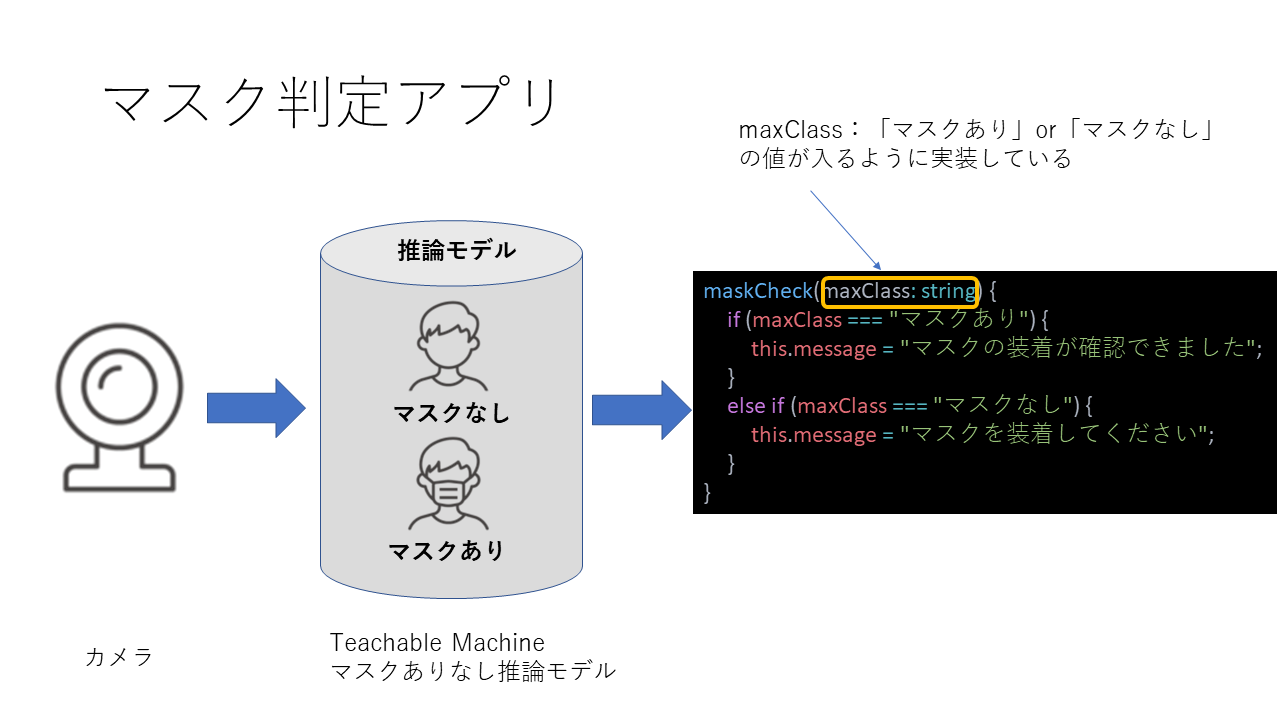 マスク判定アプリ
maxClass：「マスクあり」or「マスクなし」
の値が入るように実装している
推論モデル
マスクなし
マスクあり
maskCheck(maxClass: string) {
if (maxClass === "マスクあり") {
this.message = "マスクの装着が確認できました";
}
else if (maxClass === "マスクなし") {
this.message = "マスクを装着してください";
}
}
カメラ
Teachable Machine
マスクありなし推論モデル